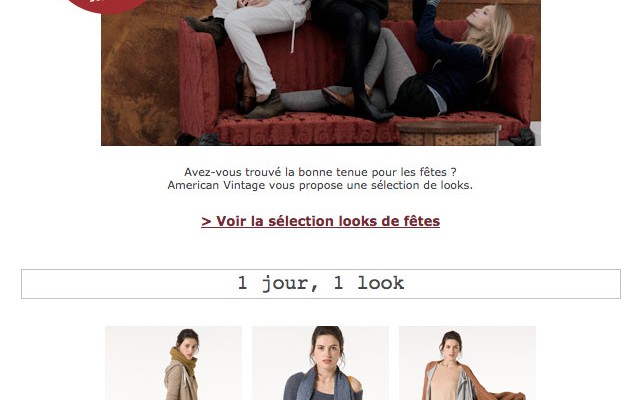 Avez-vous trouvé la bonne tenue pour les fêtes ?
American Vintage vous propose une sélection de looks.
> Voir la sélection looks de fêtes
1 jour, 1 look